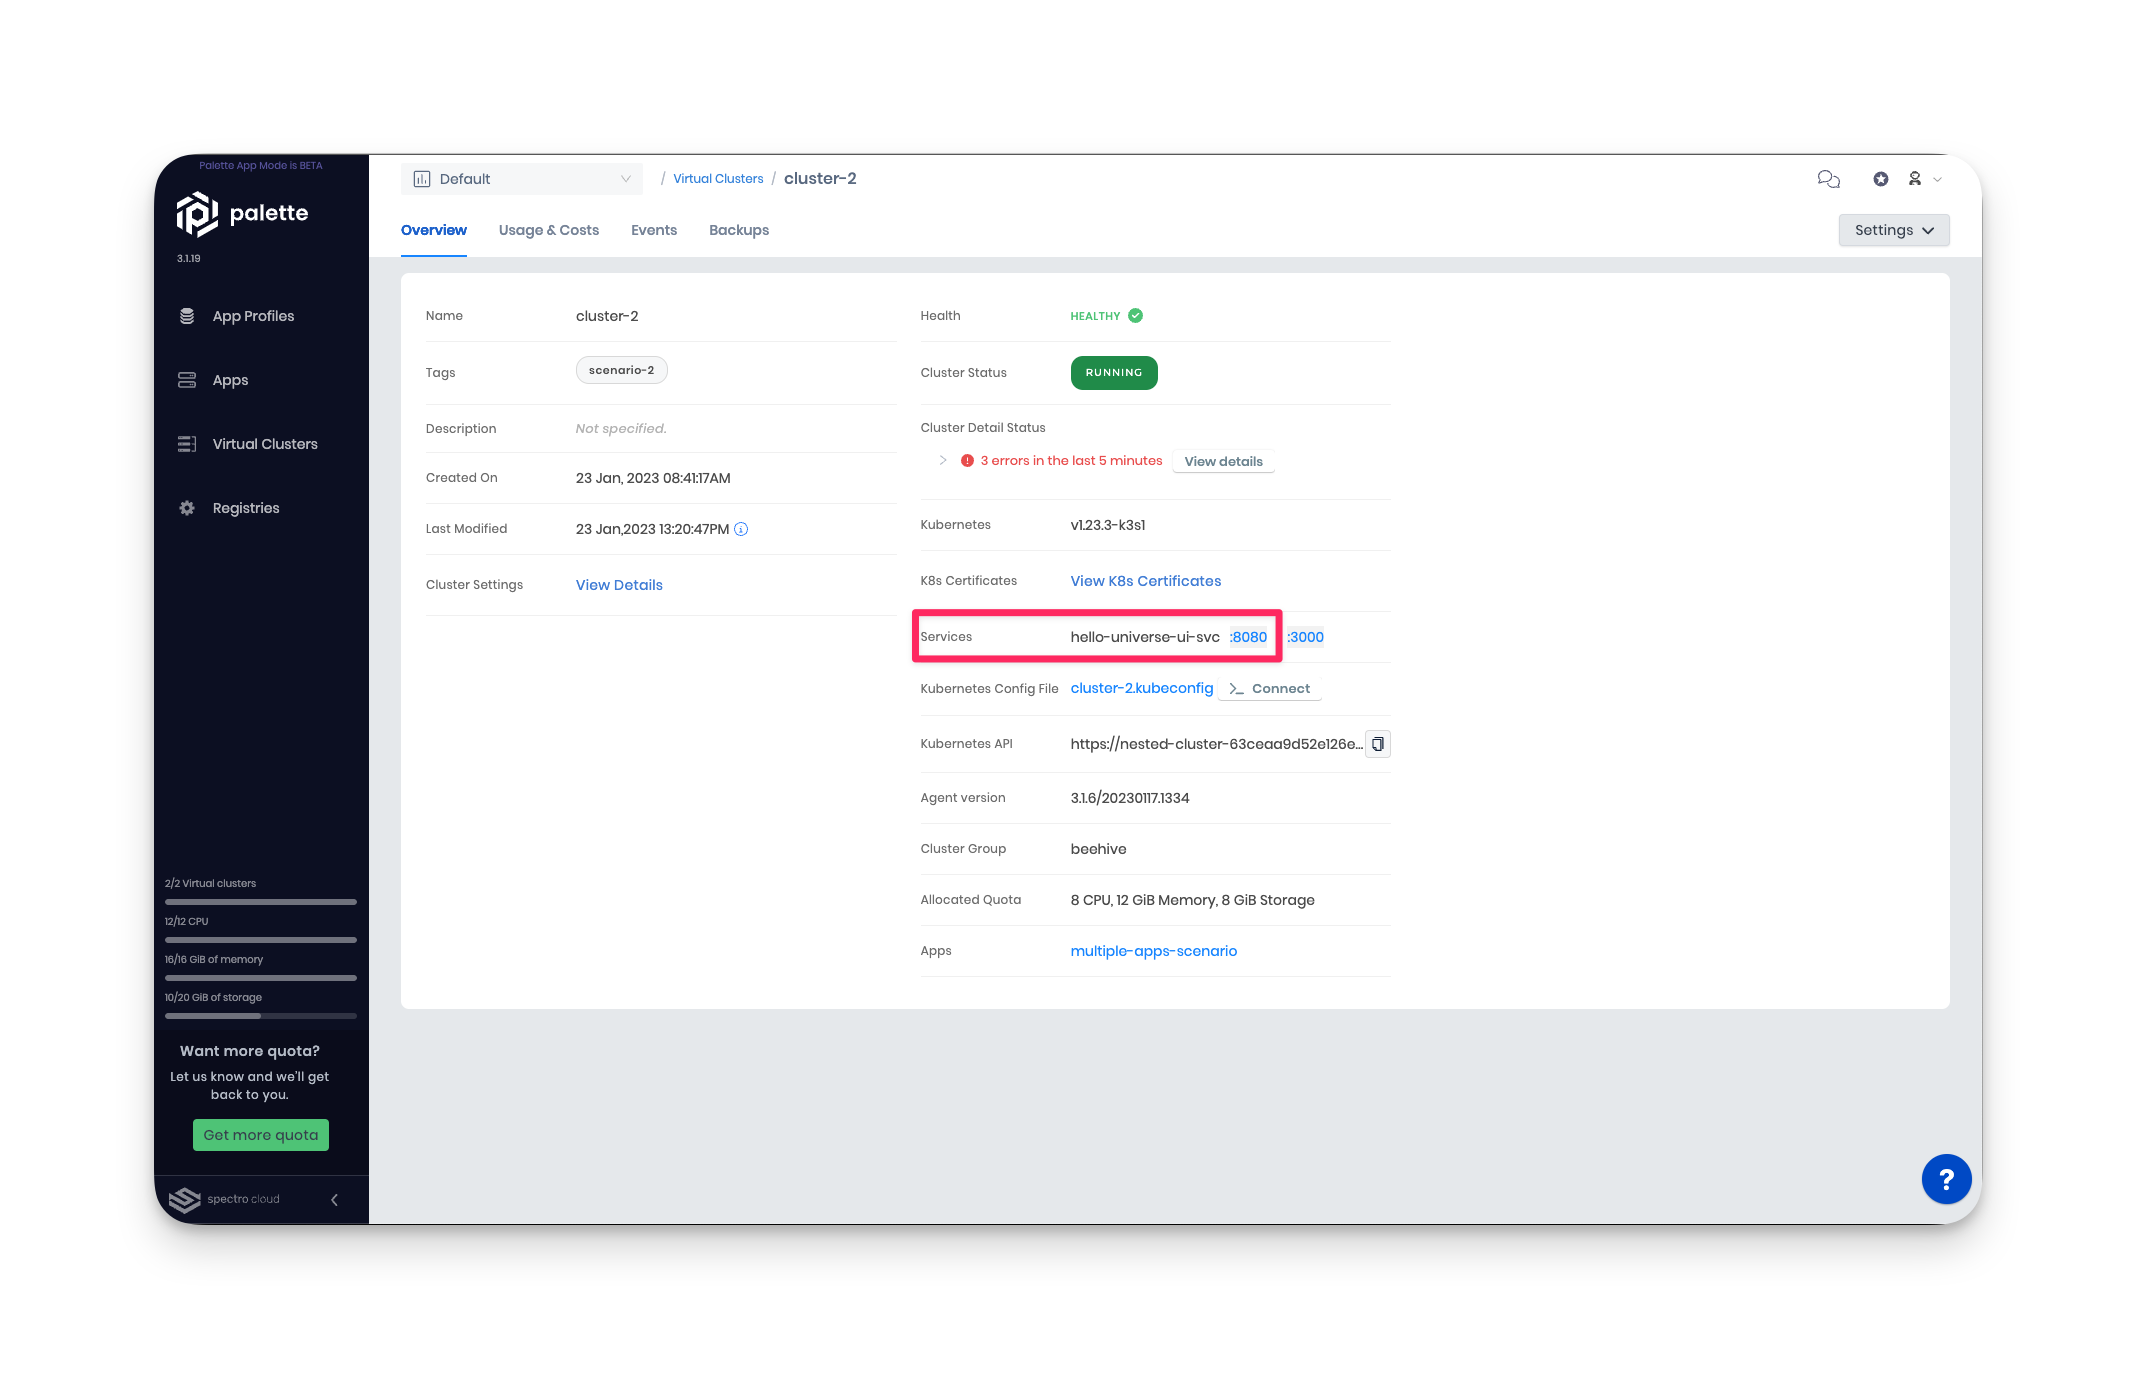 Palette App Mode is BETA
palette
3.1.19
App Profiles
Apps
Virtual Clusters
Registries
2/2 Virtual clusters
12/12 CPU
16/16 GiB of memory
10/20 GiB of storage
Want more quota?
Let us know and we'll get
back to you.
Get more quota
spectro cloud
Default / Virtual Clusters / cluster-2
Overview Usage & Costs Events Backups
Settings
Name cluster-2
Tags scenario-2
Description Not specified.
Created On 23 Jan, 2023 08:41:17AM
Last Modified 23 Jan,2023 13:20:47PM
Cluster Settings View Details
Health HEALTHY
Cluster Status RUNNING
Cluster Detail Status
3 errors in the last 5 minutes View details
Kubernetes v1.23.3-k3s1
K8s Certificates View K8s Certificates
Services hello-universe-ui-svc :8080 :3000
Kubernetes Config File cluster-2.kubeconfig >_ Connect
Kubernetes API https://nested-cluster-63ceaa9d52e126e...
Agent version 3.1.6/20230117.1334
Cluster Group beehive
Allocated Quota 8 CPU, 12 GiB Memory, 8 GiB Storage
Apps multiple-apps-scenario
?